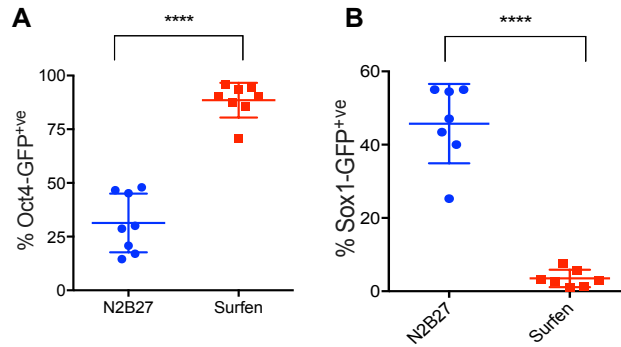 A
****
% Oct4-GFP+ve
100
75
50
25
0
N2B27
Surfen
B
****
% Sox1-GFP+ve
60
40
20
0
N2B27
Surfen